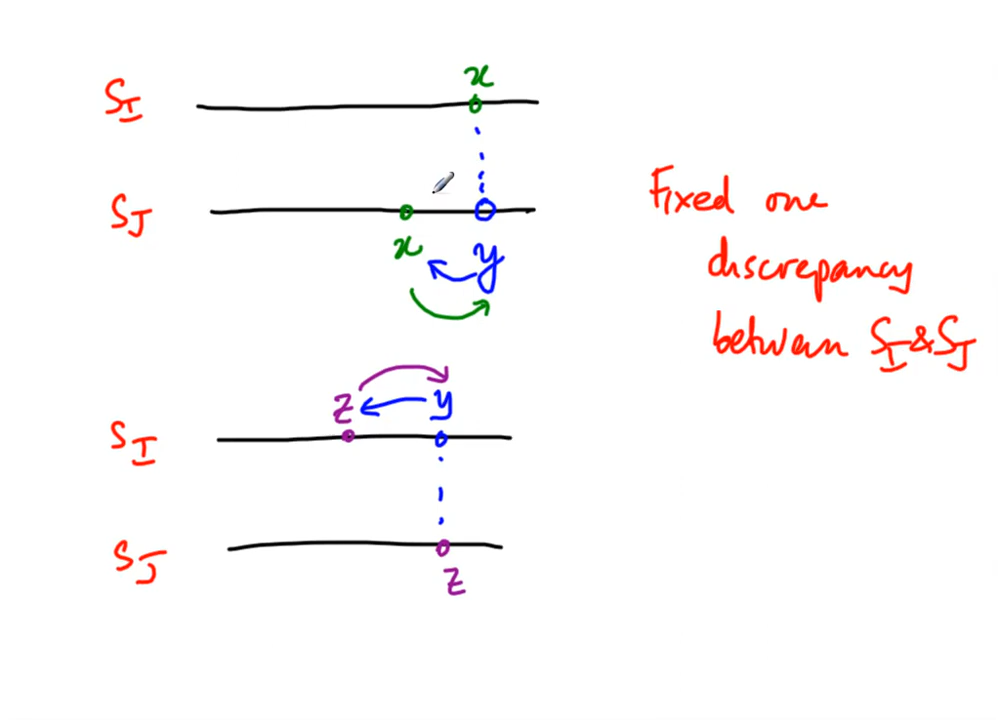 x
S_I
S_J
x y
Fixed one
discrepancy
between S_I & S_J
z y
S_I
S_J
z